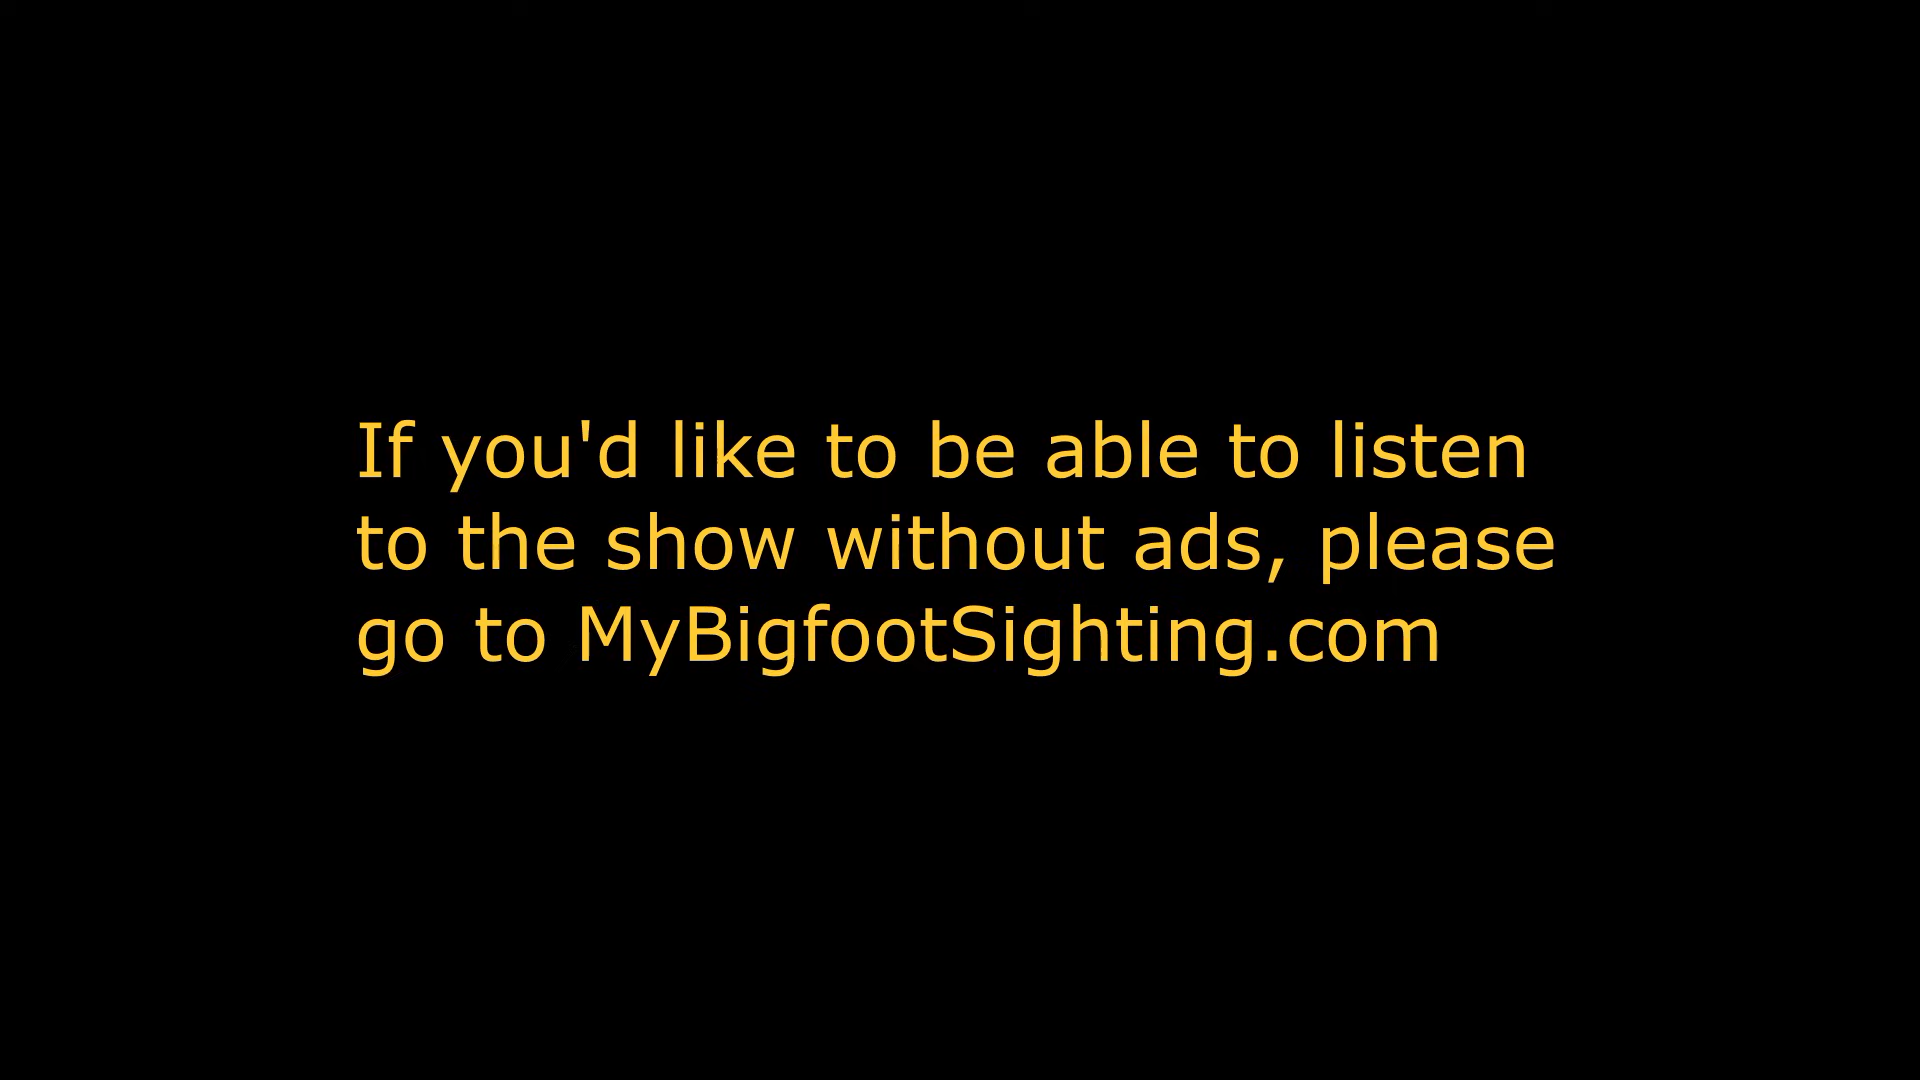 If you'd like to be able to listen
to the show without ads, please
go to MyBigfootSighting.com